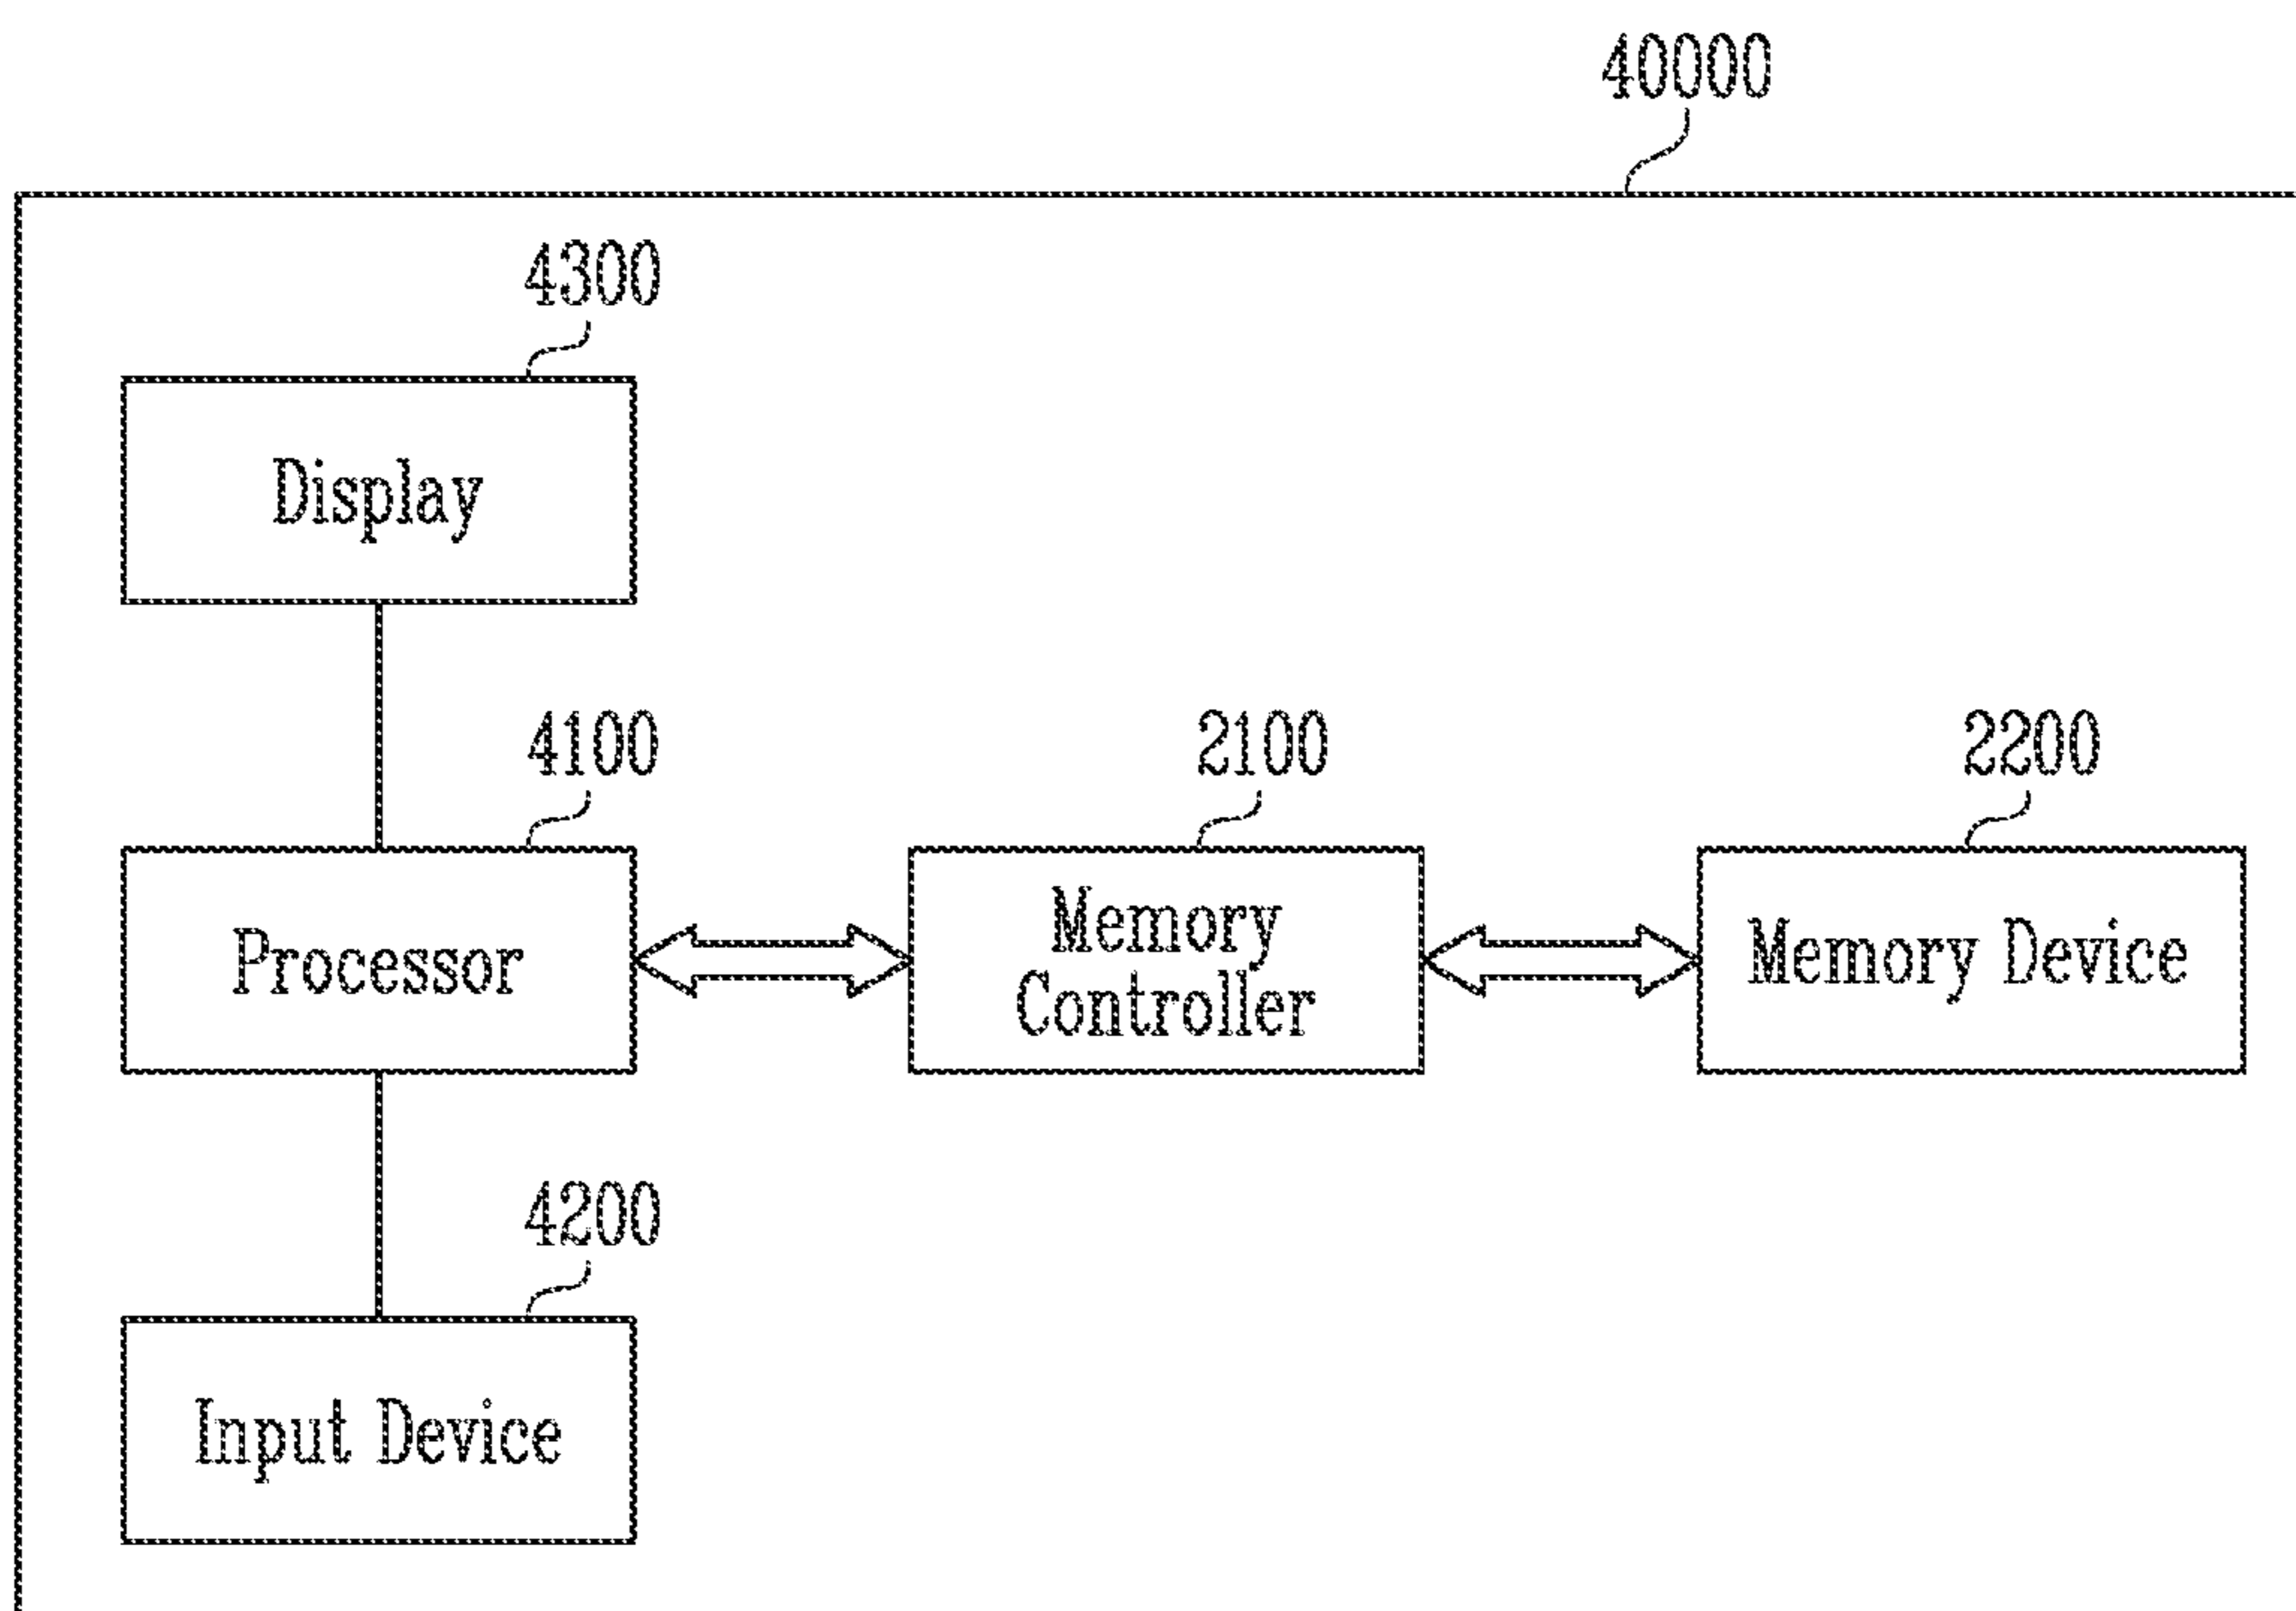 40000
4300
Display
4100
2100
2200
Processor
Memory
Controller
Memory Device
4200
Input Device